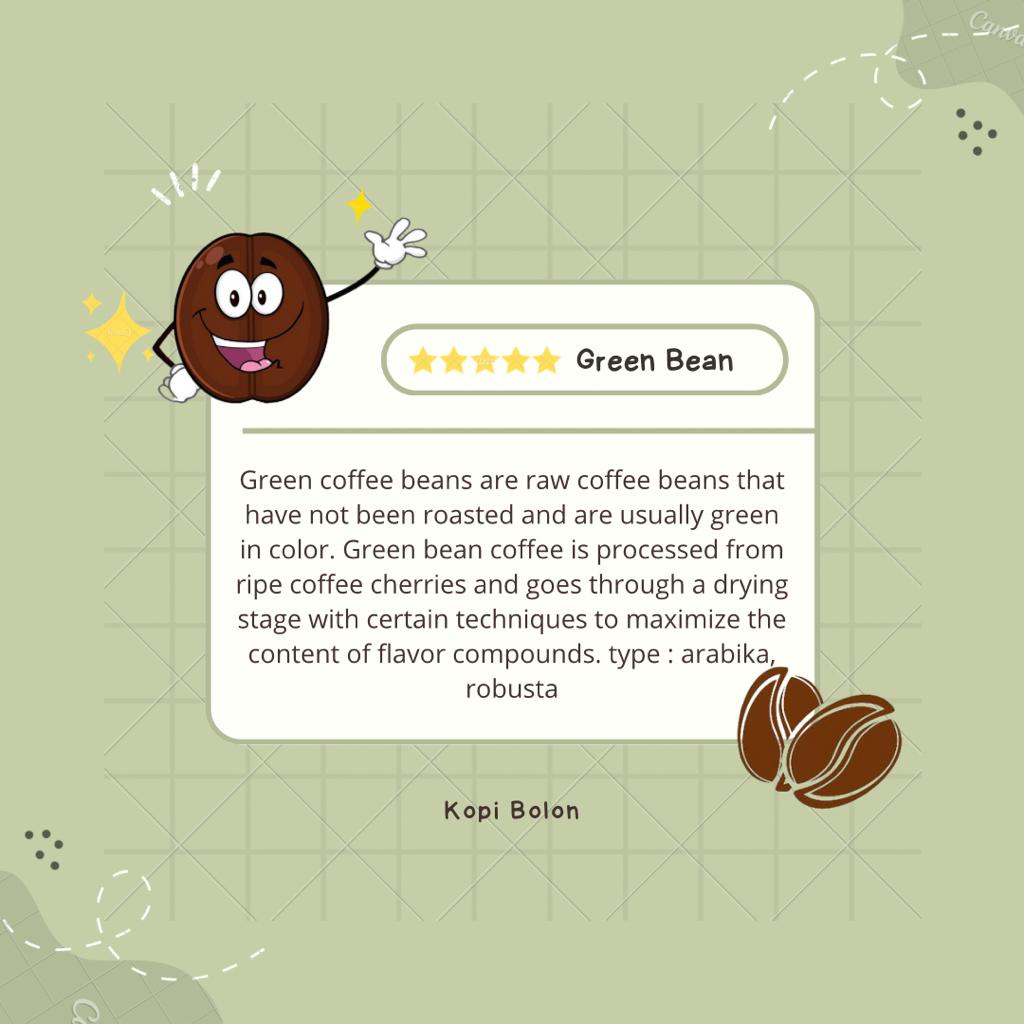 Canva
Green Bean
Green coffee beans are raw coffee beans that
have not been roasted and are usually green
in color. Green bean coffee is processed from
ripe coffee cherries and goes through a drying
stage with certain techniques to maximize the
content of flavor compounds. type : arabika,
robusta
Kopi Bolon